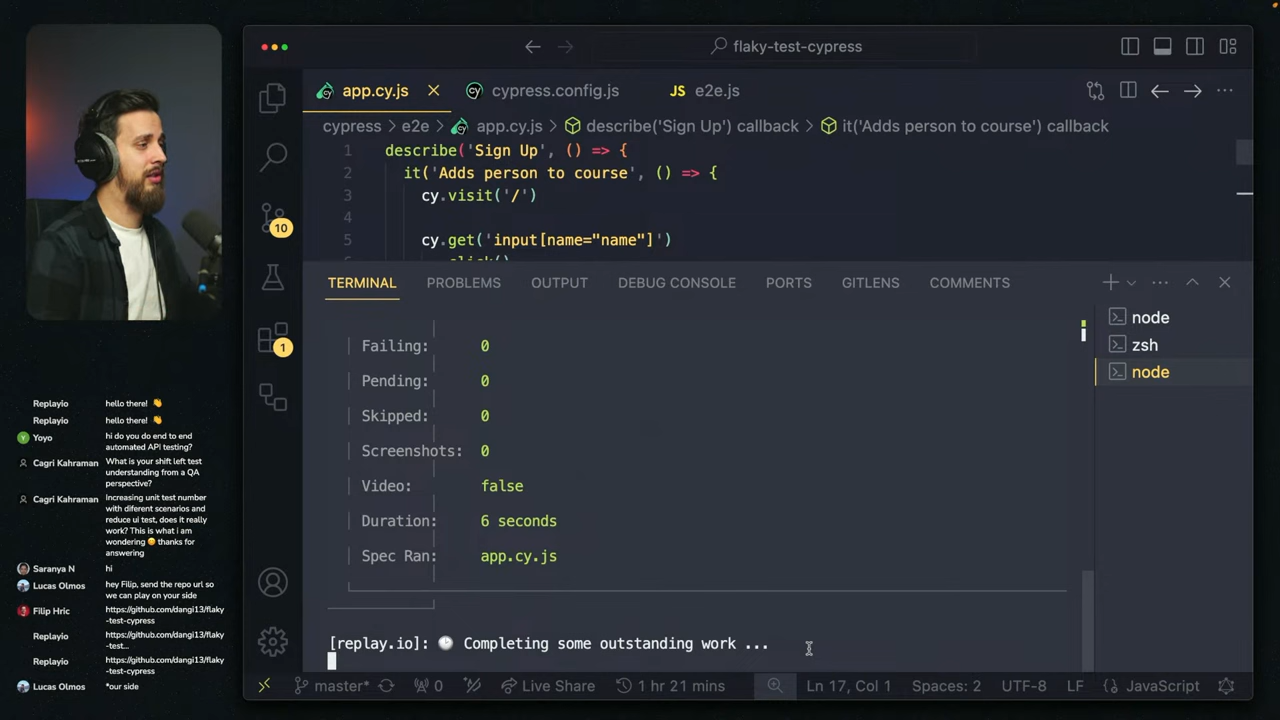 flaky-test-cypress
app.cy.js
cypress.config.js
JS e2e.js
cypress > e2e > app.cy.js > describe('Sign Up') callback > it('Adds person to course') callback
1 describe('Sign Up', () => {
2 it('Adds person to course', () => {
3 cy.visit('/')
4
5 cy.get('input[name="name"]')
10
1
TERMINAL PROBLEMS OUTPUT DEBUG CONSOLE PORTS GITLENS COMMENTS
node
zsh
node
Failing: 0
Pending: 0
Skipped: 0
Screenshots: 0
Video: false
Duration: 6 seconds
Spec Ran: app.cy.js
[replay.io]: 🕒 Completing some outstanding work ...
master* 0 Live Share 1 hr 21 mins Ln 17, Col 1 Spaces: 2 UTF-8 LF {} JavaScript
Replayio hello there! 👋
Replayio hello there! 👋
Y Yoyo hi do you do end to end
automated API testing?
Cagri Kahraman What is your shift left test
understanding from a QA
perspective?
Cagri Kahraman Increasing unit test number
with diferent scenarios and
reduce ui test, does it really
work? This is what i am
wondering 😊 thanks for
answering
Saranya N hi
Lucas Olmos hey Filip, send the repo url so
we can play on your side
Filip Hric https://github.com/dangi13/flaky
-test-cypress
Replayio https://github.com/dangi13/flaky
-test...
Replayio https://github.com/dangi13/flaky
-test-cypress
Lucas Olmos *our side